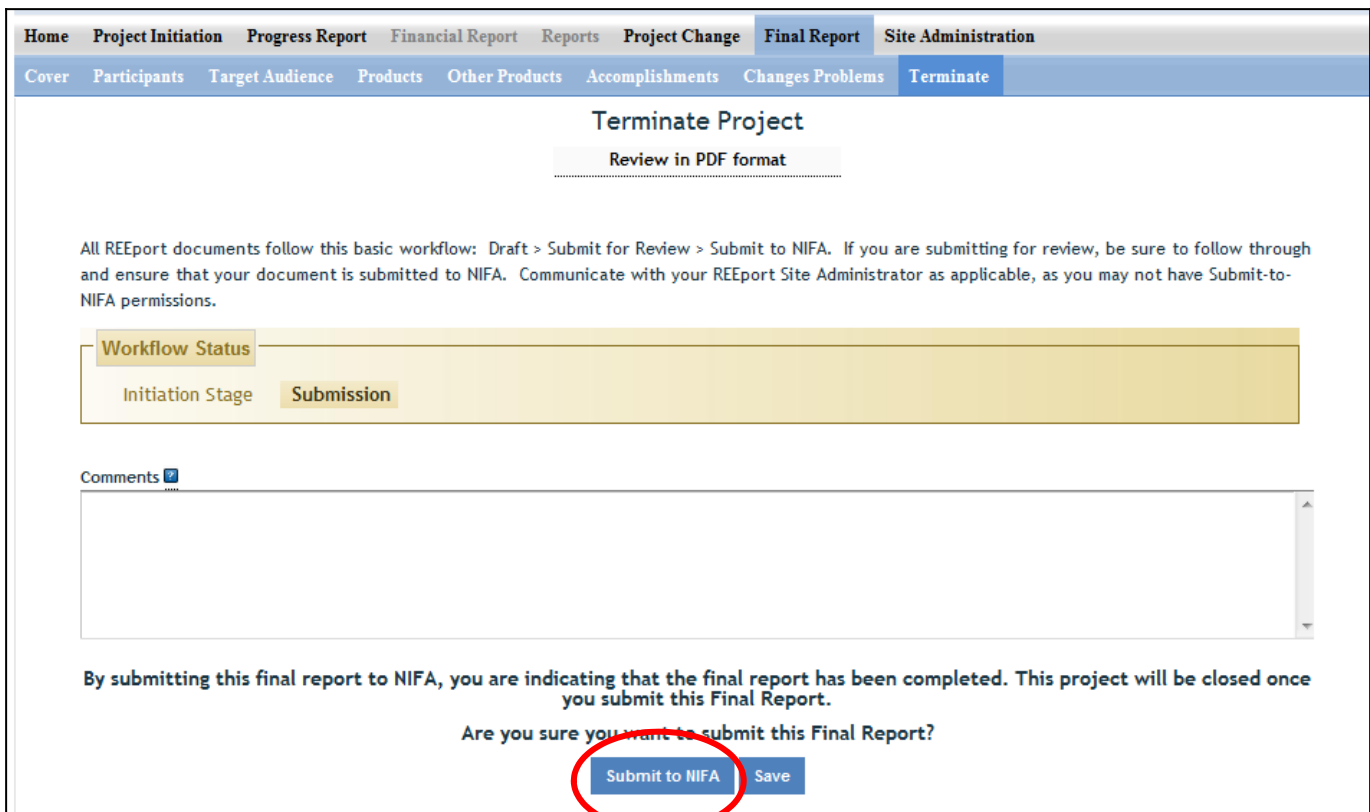 Home Project Initiation Progress Report Financial Report Reports Project Change Final Report Site Administration
Cover Participants Target Audience Products Other Products Accomplishments Changes Problems Terminate
Terminate Project
Review in PDF format
All REEport documents follow this basic workflow: Draft > Submit for Review > Submit to NIFA. If you are submitting for review, be sure to follow through
and ensure that your document is submitted to NIFA. Communicate with your REEport Site Administrator as applicable, as you may not have Submit-to-
NIFA permissions.
Workflow Status
Initiation Stage Submission
Comments ?
By submitting this final report to NIFA, you are indicating that the final report has been completed. This project will be closed once
you submit this Final Report.
Are you sure you want to submit this Final Report?
Submit to NIFA Save